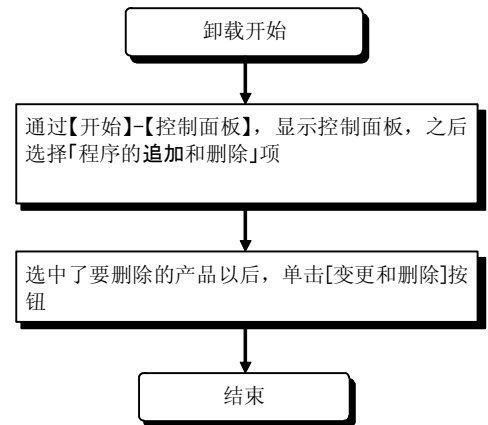 卸载开始
通过【开始】-【控制面板】，显示控制面板，之后
选择「程序的追加和删除」项
选中了要删除的产品以后，单击[变更和删除]按
钮
结束